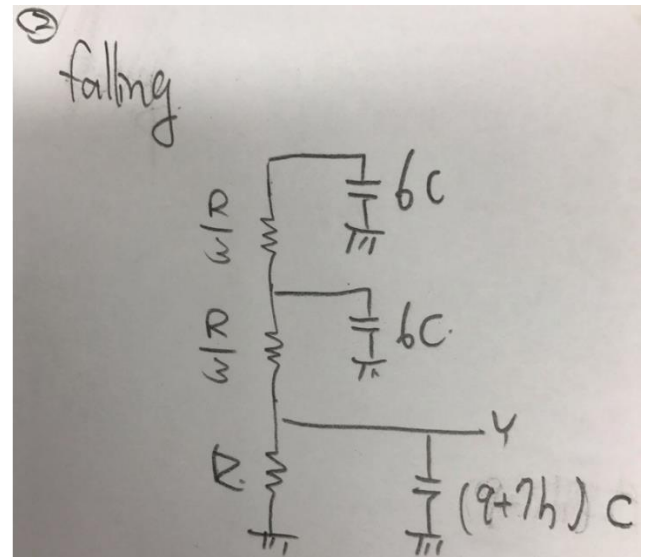 ②
falling
R/3
6C
R/3
6C.
Y
R
(9+7h) C